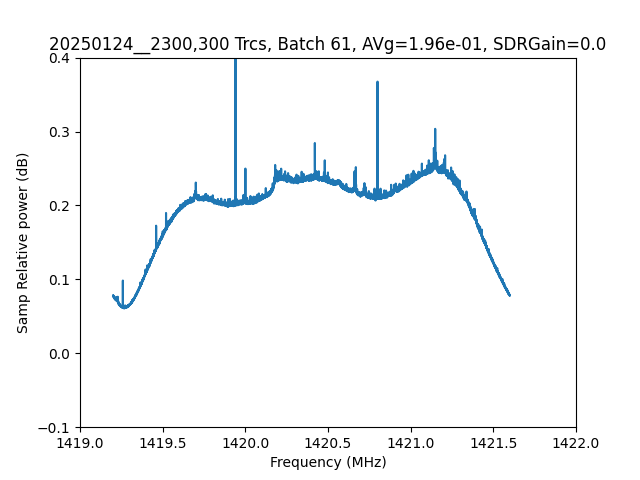 20250124__2300,300 Trcs, Batch 61, AVg=1.96e-01, SDRGain=0.0
0.4
0.3
0.2
0.1
0.0
−0.1
Samp Relative power (dB)
1419.0 1419.5 1420.0 1420.5 1421.0 1421.5 1422.0
Frequency (MHz)